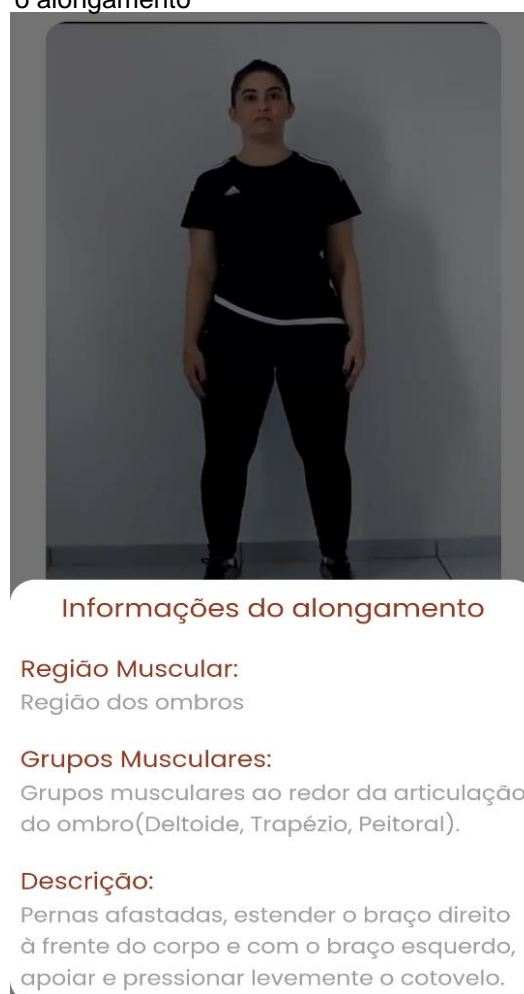 o alongamento
Informações do alongamento
Região Muscular:
Região dos ombros
Grupos Musculares:
Grupos musculares ao redor da articulação
do ombro(Deltoide, Trapézio, Peitoral).
Descrição:
Pernas afastadas, estender o braço direito
à frente do corpo e com o braço esquerdo,
apoiar e pressionar levemente o cotovelo.